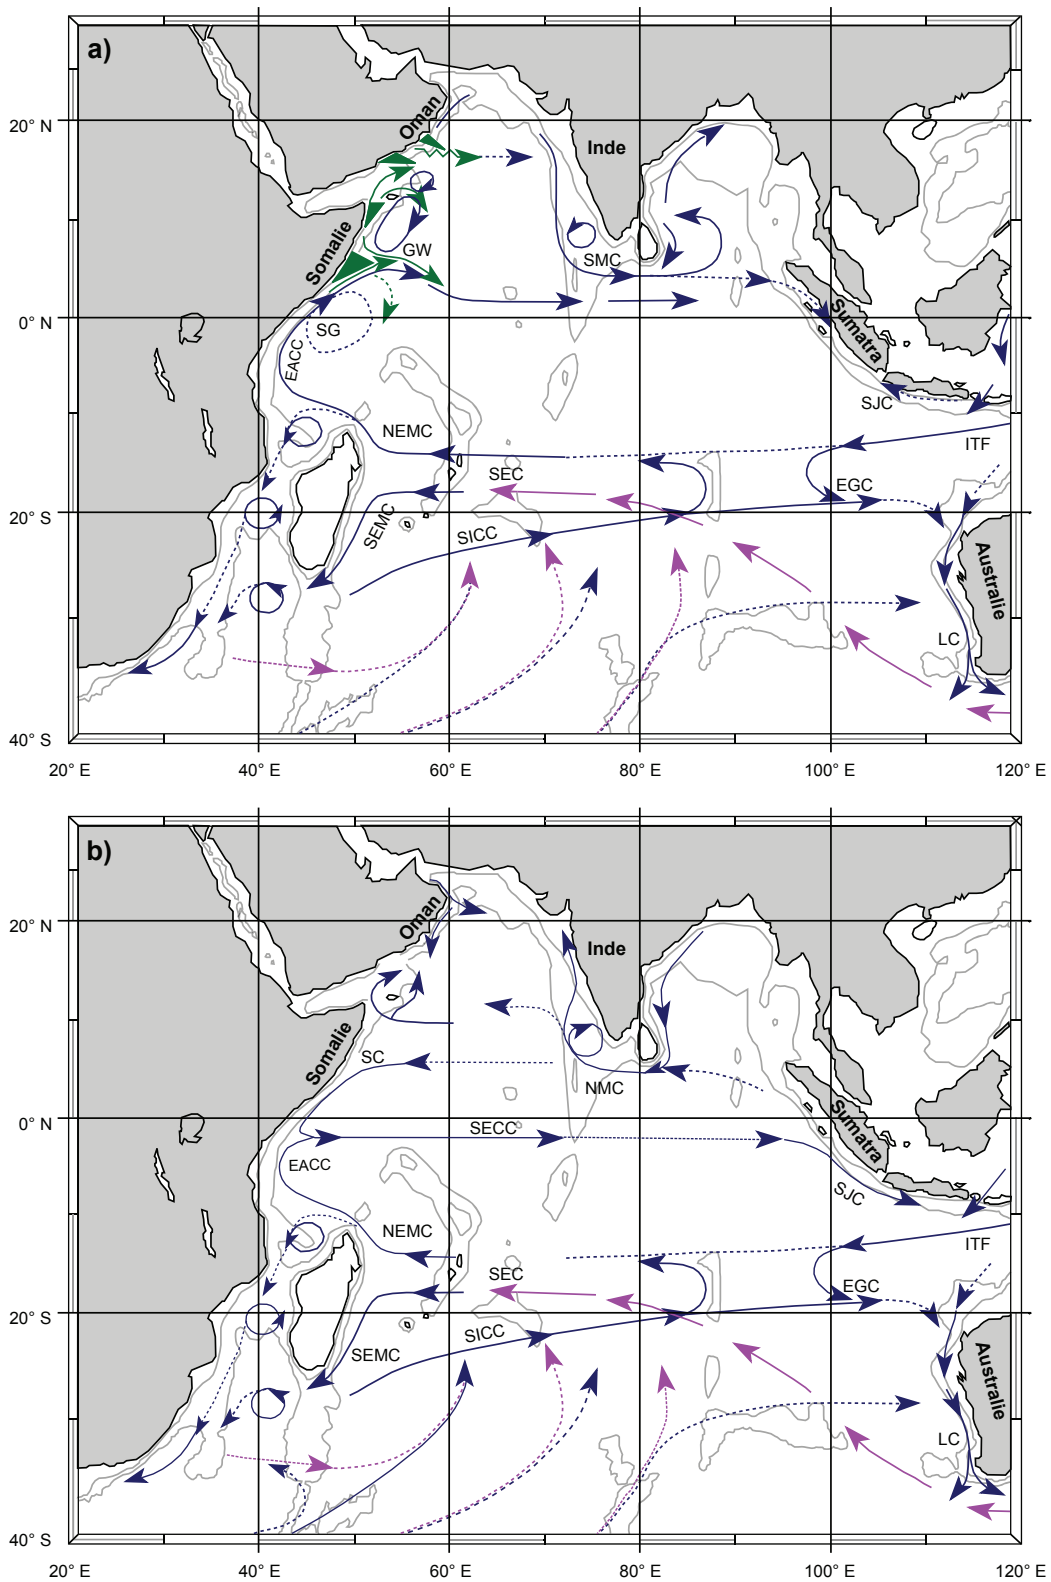 a)
Oman
20° N
Inde
Somalie
GW
SMC
SG
0° N
Sumatra
EACC
SJC
NEMC
ITF
SEC
EGC
20° S
SEMC
SICC
Australie
LC
40° S
20° E
40° E
60° E
80° E
100° E
120° E
b)
Oman
20° N
Inde
Somalie
SC
NMC
0° N
SECC
Sumatra
EACC
SJC
NEMC
ITF
SEC
EGC
20° S
SICC
SEMC
Australie
LC
40° S
20° E
40° E
60° E
80° E
100° E
120° E